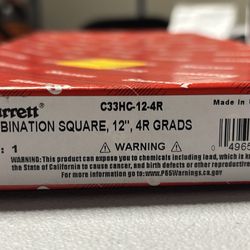 rrett
C33HC-12-4R
Made in
BINATION SQUARE, 12", 4R GRADS
: 1
⚠ WARNING ⚠
0 4965
WARNING: This product can expose you to chemicals including lead, which is
the State of California to cause cancer, and birth defects or other reproductive
For more information go to: www.P65Warnings.ca.gov